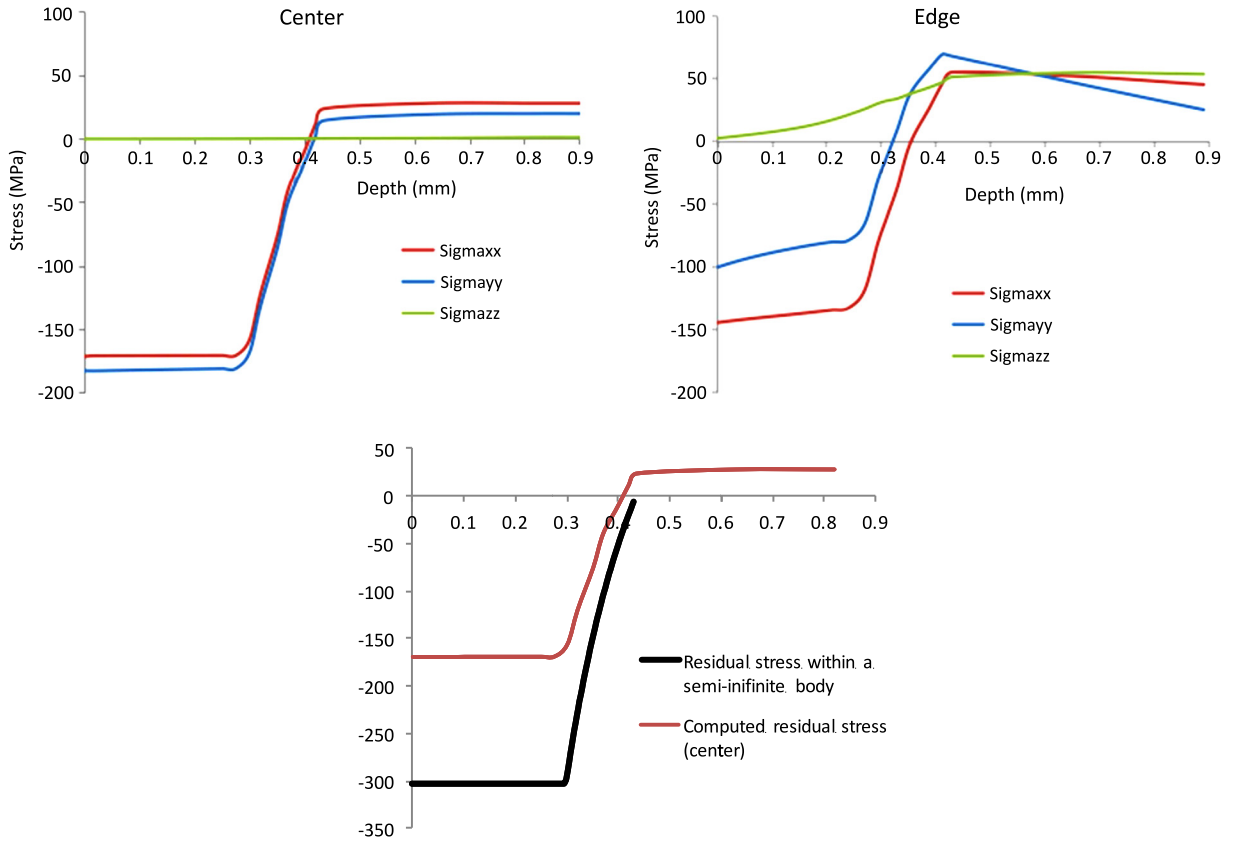 Center
100
50
0
-50
-100
-150
-200
0 0.1 0.2 0.3 0.4 0.5 0.6 0.7 0.8 0.9
Stress (MPa)
Depth (mm)
Sigmaxx
Sigmayy
Sigmazz
Edge
100
50
0
-50
-100
-150
-200
0 0.1 0.2 0.3 0.4 0.5 0.6 0.7 0.8 0.9
Stress (MPa)
Depth (mm)
Sigmaxx
Sigmayy
Sigmazz
50
0
-50
-100
-150
-200
-250
-300
-350
0 0.1 0.2 0.3 0.4 0.5 0.6 0.7 0.8 0.9
Residual stress within a
semi-inifinite body
Computed residual stress
(center)